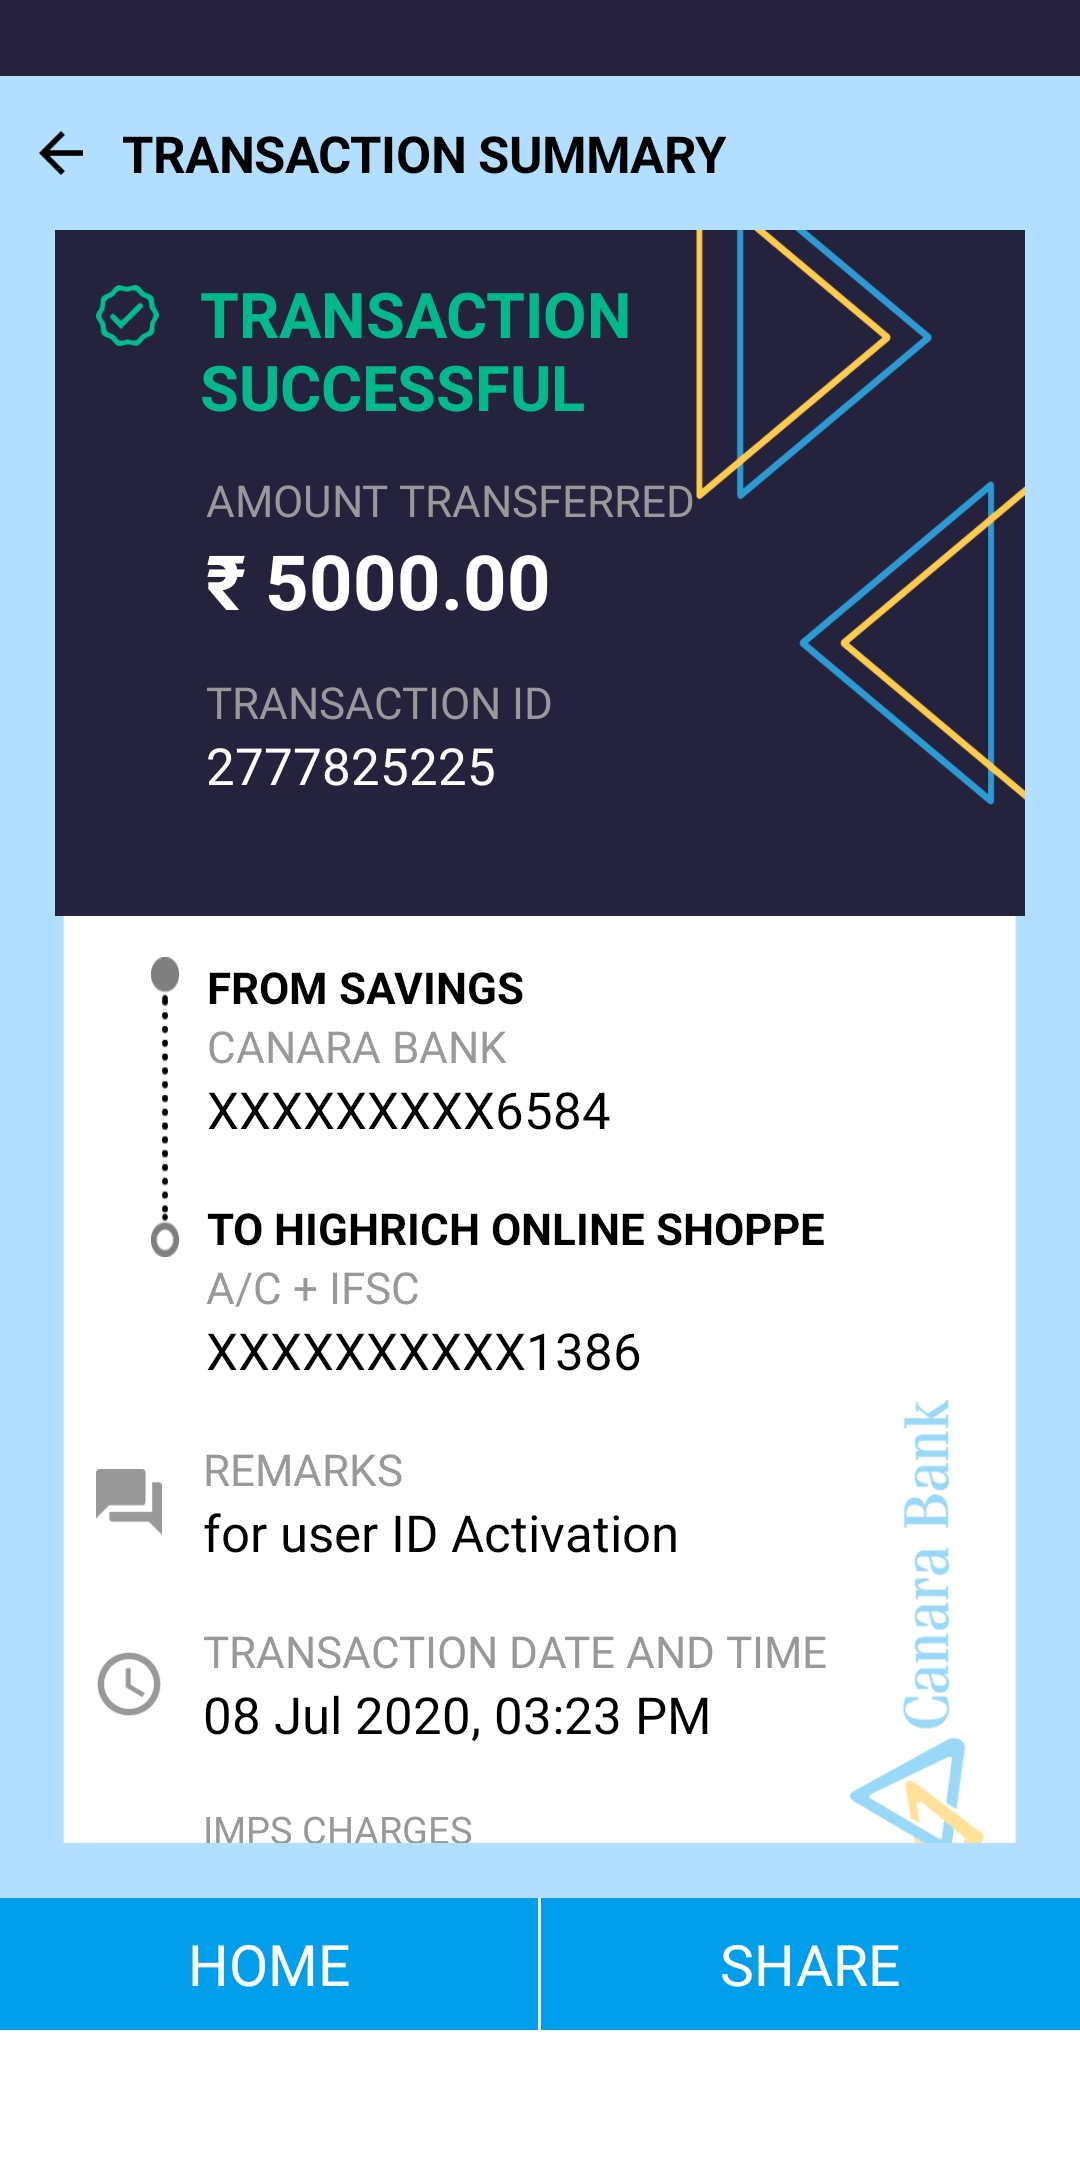 TRANSACTION SUMMARY
TRANSACTION
SUCCESSFUL
AMOUNT TRANSFERRED
₹ 5000.00
TRANSACTION ID
2777825225
FROM SAVINGS
CANARA BANK
XXXXXXXXX6584
TO HIGHRICH ONLINE SHOPPE
A/C + IFSC
XXXXXXXXXX1386
REMARKS
for user ID Activation
TRANSACTION DATE AND TIME
08 Jul 2020, 03:23 PM
IMPS CHARGES
Canara Bank
HOME
SHARE